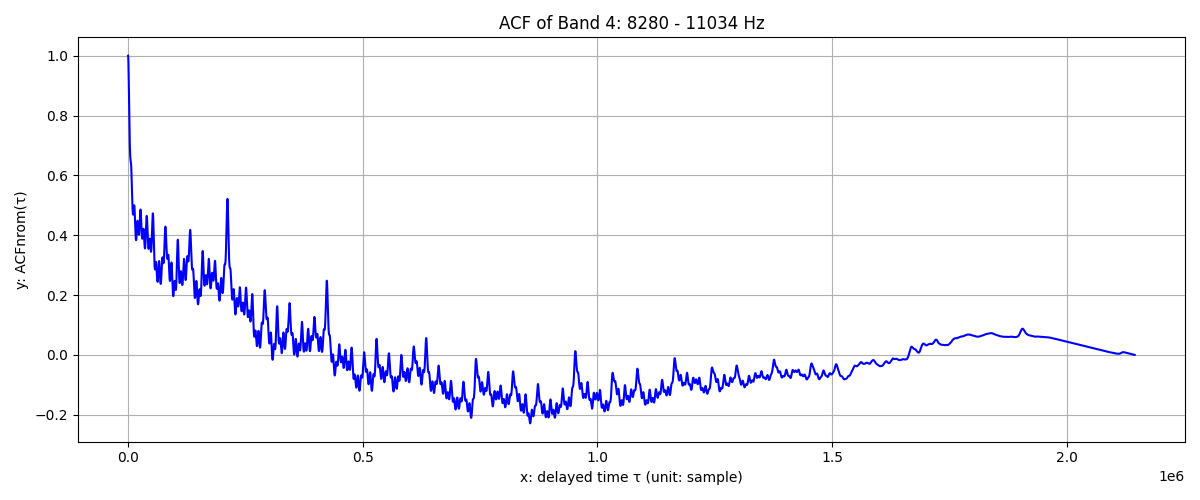 ACF of Band 4: 8280 - 11034 Hz
y: ACFnrom(τ)
1.0
0.8
0.6
0.4
0.2
0.0
−0.2
0.0 0.5 1.0 1.5 2.0
1e6
x: delayed time τ (unit: sample)